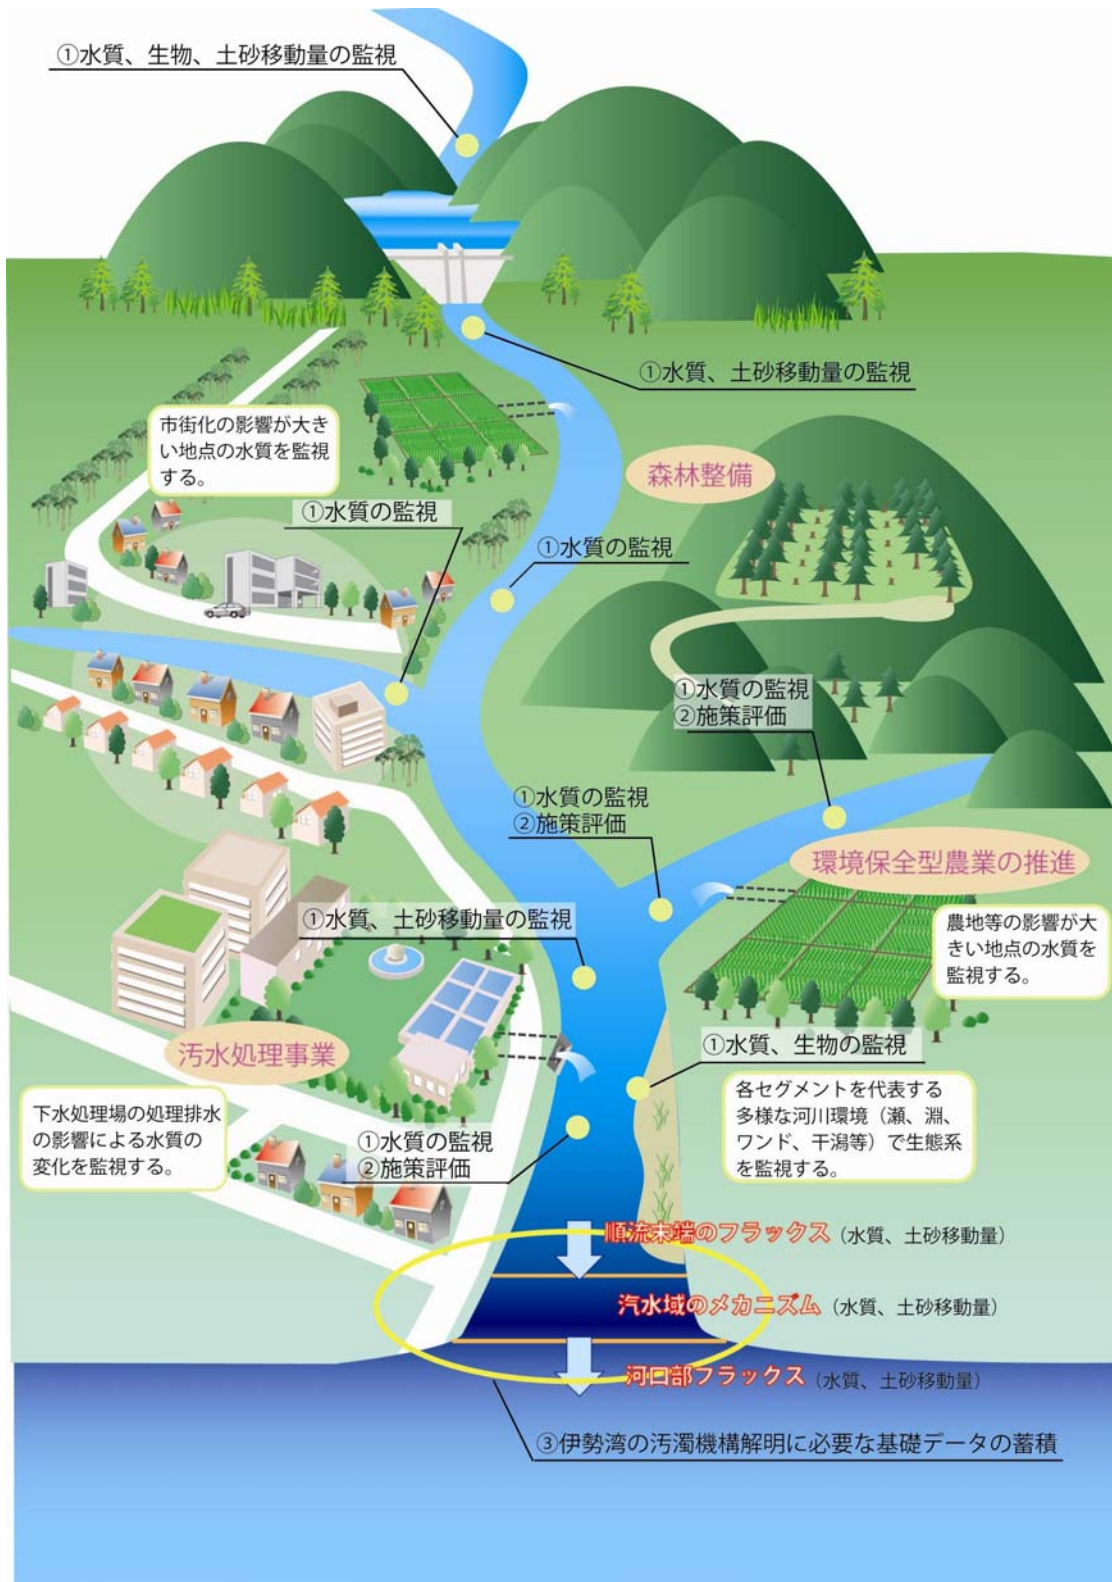 ①水質、生物、土砂移動量の監視
①水質、土砂移動量の監視
市街化の影響が大き
い地点の水質を監視
する。
森林整備
①水質の監視
①水質の監視
①水質の監視
②施策評価
①水質の監視
②施策評価
環境保全型農業の推進
①水質、土砂移動量の監視
農地等の影響が大
きい地点の水質を
監視する。
汚水処理事業
①水質、生物の監視
下水処理場の処理排水
の影響による水質の
変化を監視する。
①水質の監視
②施策評価
各セグメントを代表する
多様な河川環境（瀬、淵、
ワンド、干潟等）で生態系
を監視する。
順流末端のフラックス（水質、土砂移動量）
汽水域のメカニズム（水質、土砂移動量）
河口部フラックス（水質、土砂移動量）
③伊勢湾の汚濁機構解明に必要な基礎データの蓄積